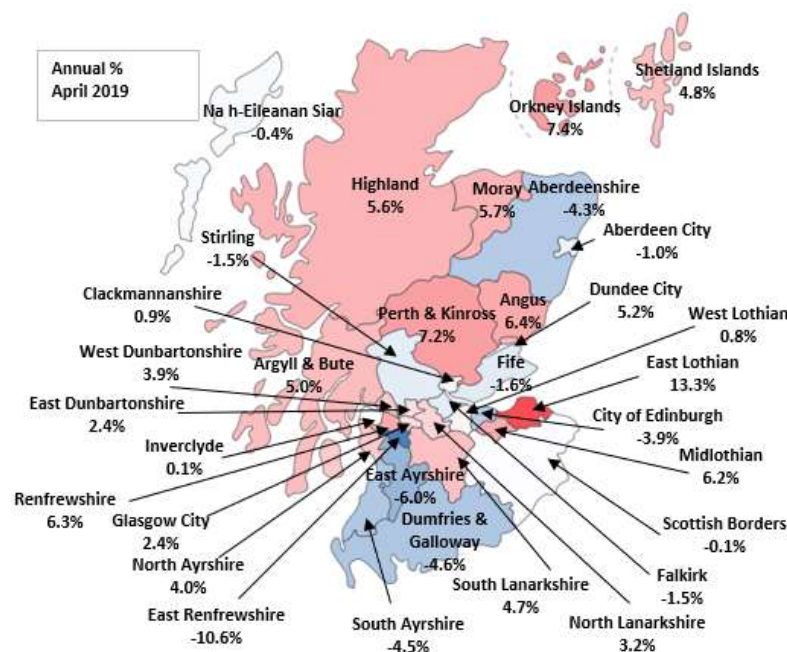 Annual %
April 2019
Na h-Eileanan Siar
-0.4%
Orkney Islands
7.4%
Shetland Islands
4.8%
Highland
5.6%
Moray
5.7%
Aberdeenshire
-4.3%
Aberdeen City
-1.0%
Stirling
-1.5%
Clackmannanshire
0.9%
Perth & Kinross
7.2%
Angus
6.4%
Dundee City
5.2%
West Lothian
0.8%
West Dunbartonshire
3.9%
Argyll & Bute
5.0%
Fife
-1.6%
East Lothian
13.3%
East Dunbartonshire
2.4%
City of Edinburgh
-3.9%
Inverclyde
0.1%
Midlothian
6.2%
Renfrewshire
6.3%
East Ayrshire
-6.0%
Glasgow City
2.4%
Dumfries &
Galloway
-4.6%
Scottish Borders
-0.1%
North Ayrshire
4.0%
South Lanarkshire
4.7%
Falkirk
-1.5%
East Renfrewshire
-10.6%
South Ayrshire
-4.5%
North Lanarkshire
3.2%